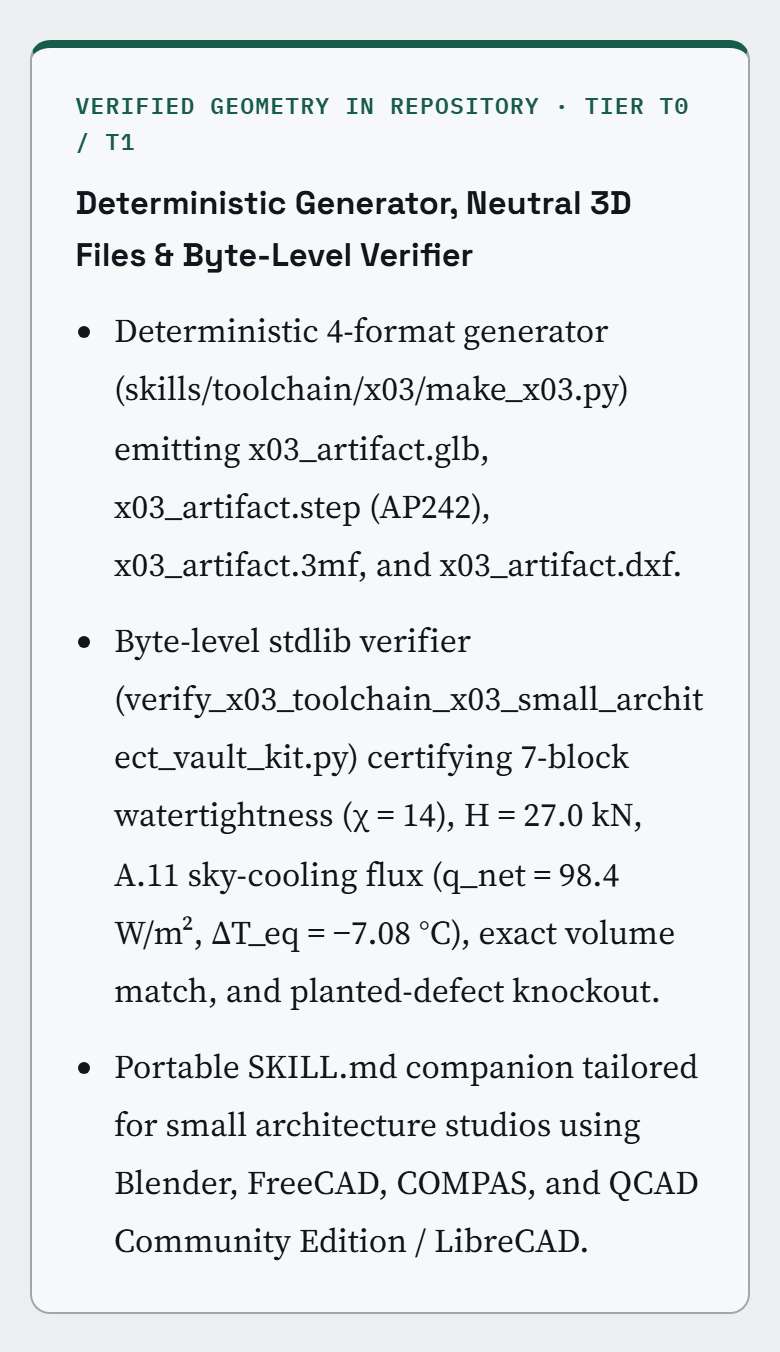 VERIFIED GEOMETRY IN REPOSITORY · TIER T0
/ T1
Deterministic Generator, Neutral 3D
Files & Byte-Level Verifier
• Deterministic 4-format generator
(skills/toolchain/x03/make_x03.py)
emitting x03_artifact.glb,
x03_artifact.step (AP242),
x03_artifact.3mf, and x03_artifact.dxf.
• Byte-level stdlib verifier
(verify_x03_toolchain_x03_small_archit
ect_vault_kit.py) certifying 7-block
watertightness (χ = 14), H = 27.0 kN,
A.11 sky-cooling flux (q_net = 98.4
W/m², ΔT_eq = −7.08 °C), exact volume
match, and planted-defect knockout.
• Portable SKILL.md companion tailored
for small architecture studios using
Blender, FreeCAD, COMPAS, and QCAD
Community Edition / LibreCAD.